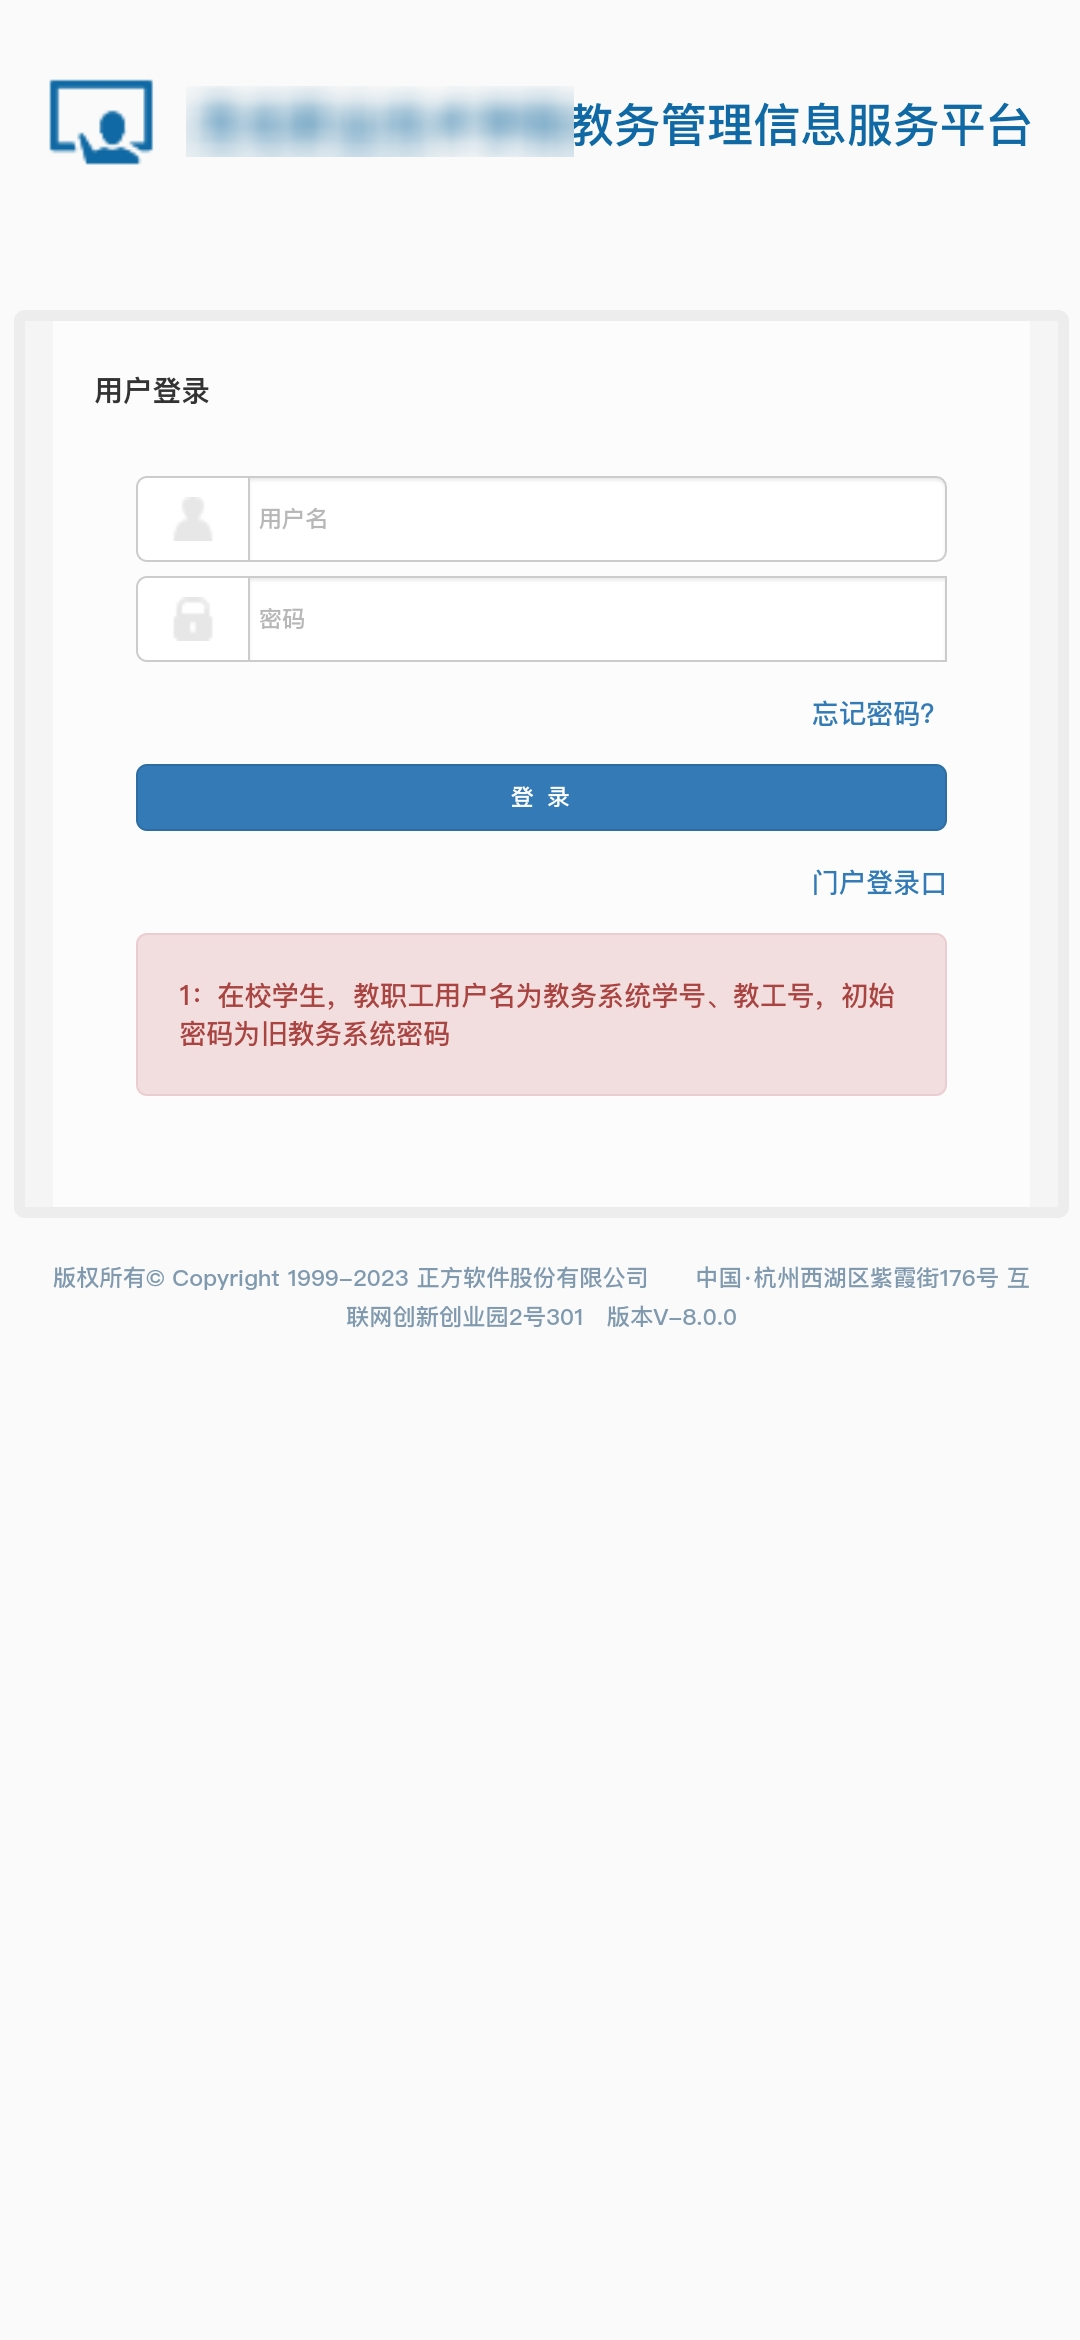 教务管理信息服务平台
用户登录
用户名
密码
忘记密码?
登 录
门户登录口
1：在校学生，教职工用户名为教务系统学号、教工号，初始
密码为旧教务系统密码
版权所有© Copyright 1999-2023 正方软件股份有限公司　　中国·杭州西湖区紫霞街176号 互
联网创新创业园2号301　版本V-8.0.0